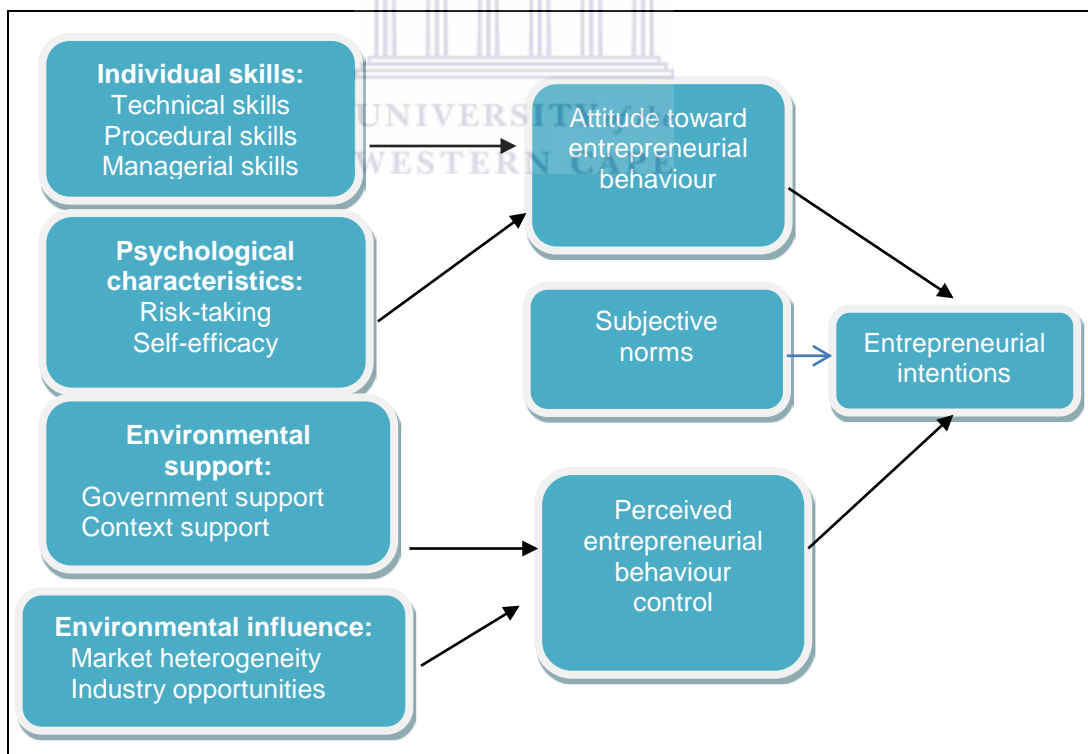 Individual skills:
Technical skills
Procedural skills
Managerial skills
UNIVERSITY of the
WESTERN CAPE
Attitude toward
entrepreneurial
behaviour
Psychological
characteristics:
Risk-taking
Self-efficacy
Subjective
norms
Entrepreneurial
intentions
Environmental
support:
Government support
Context support
Perceived
entrepreneurial
behaviour
control
Environmental influence:
Market heterogeneity
Industry opportunities